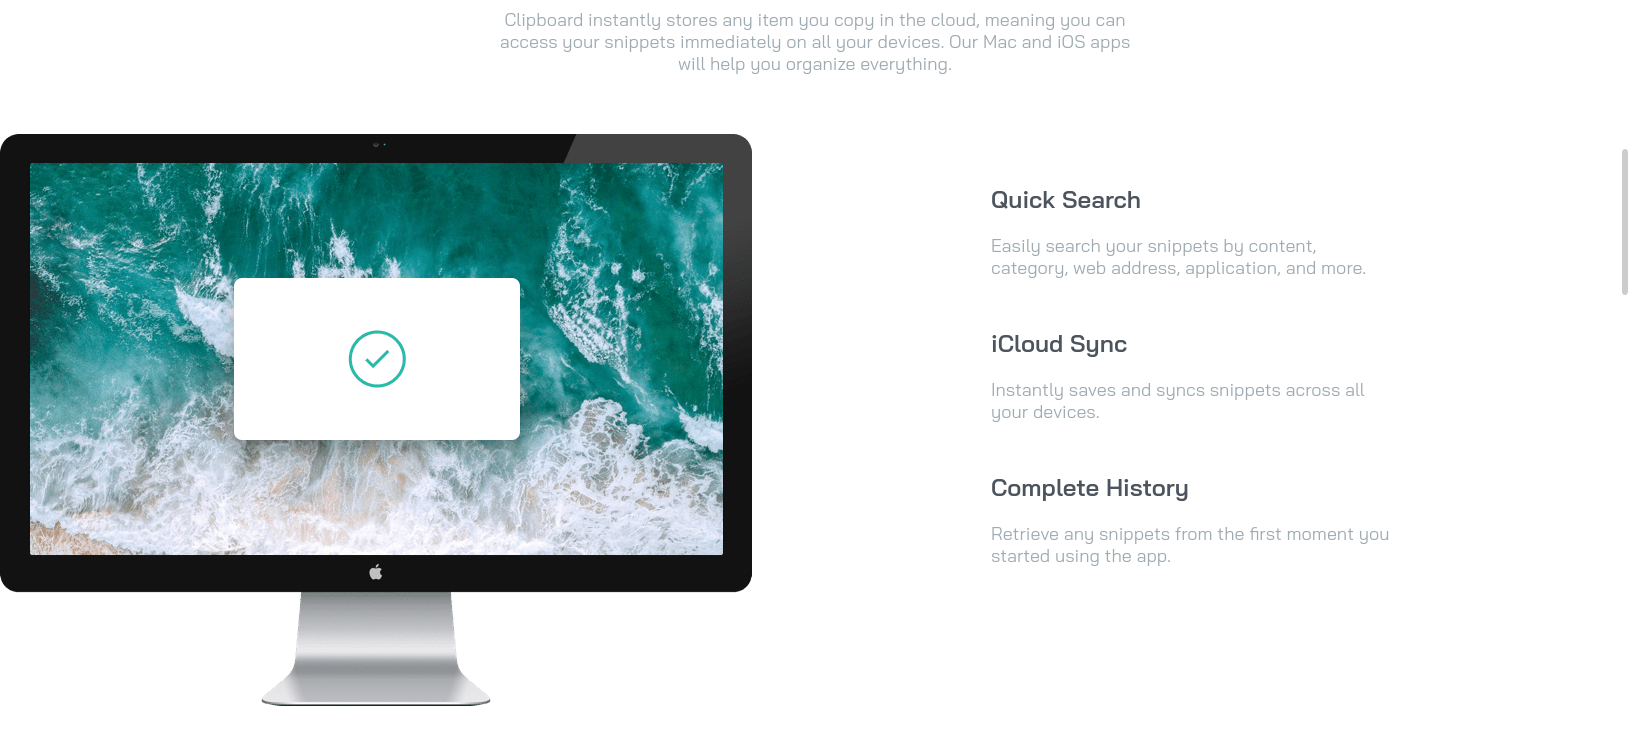 Clipboard instantly stores any item you copy in the cloud, meaning you can
access your snippets immediately on all your devices. Our Mac and iOS apps
will help you organize everything.
Quick Search
Easily search your snippets by content,
category, web address, application, and more.
iCloud Sync
Instantly saves and syncs snippets across all
your devices.
Complete History
Retrieve any snippets from the first moment you
started using the app.